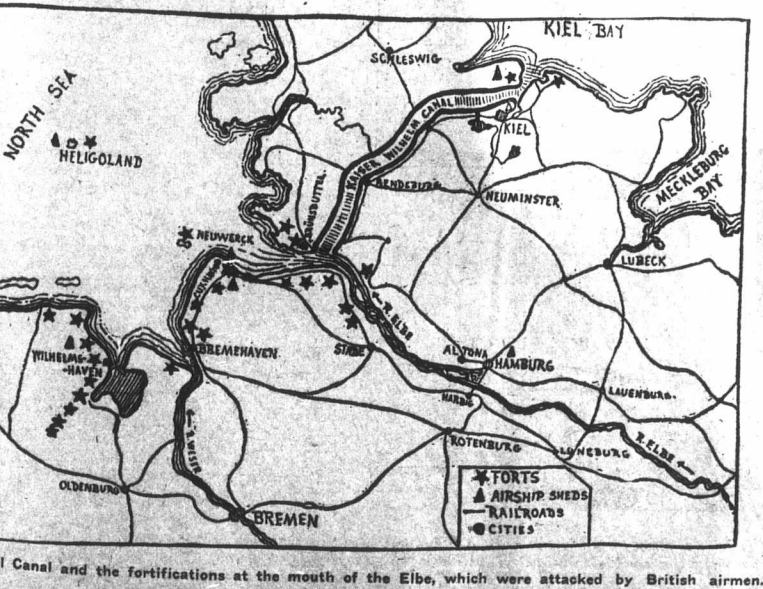 KIEL BAY
SCHLESWIG
NORTH SEA
KAISER WILHELM CANAL
KIEL
HELIGOLAND
MECKLEBURG BAY
RENDEBURG
NEUMINSTER
NEUWERCK
LUBECK
R. ELBE
WILHELMS-
-HAVEN
BREMEHAVEN
STADE
ALTONA
HAMBURG
HARBIG
LAUENBURG.
R. WESER
ROTENBURG
LUNEBURG
R. ELBE
OLDENBURG
BREMEN
FORTS
AIRSHIP SHEDS
RAILROADS
CITIES
l Canal and the fortifications at the mouth of the Elbe, which were attacked by British airmen.